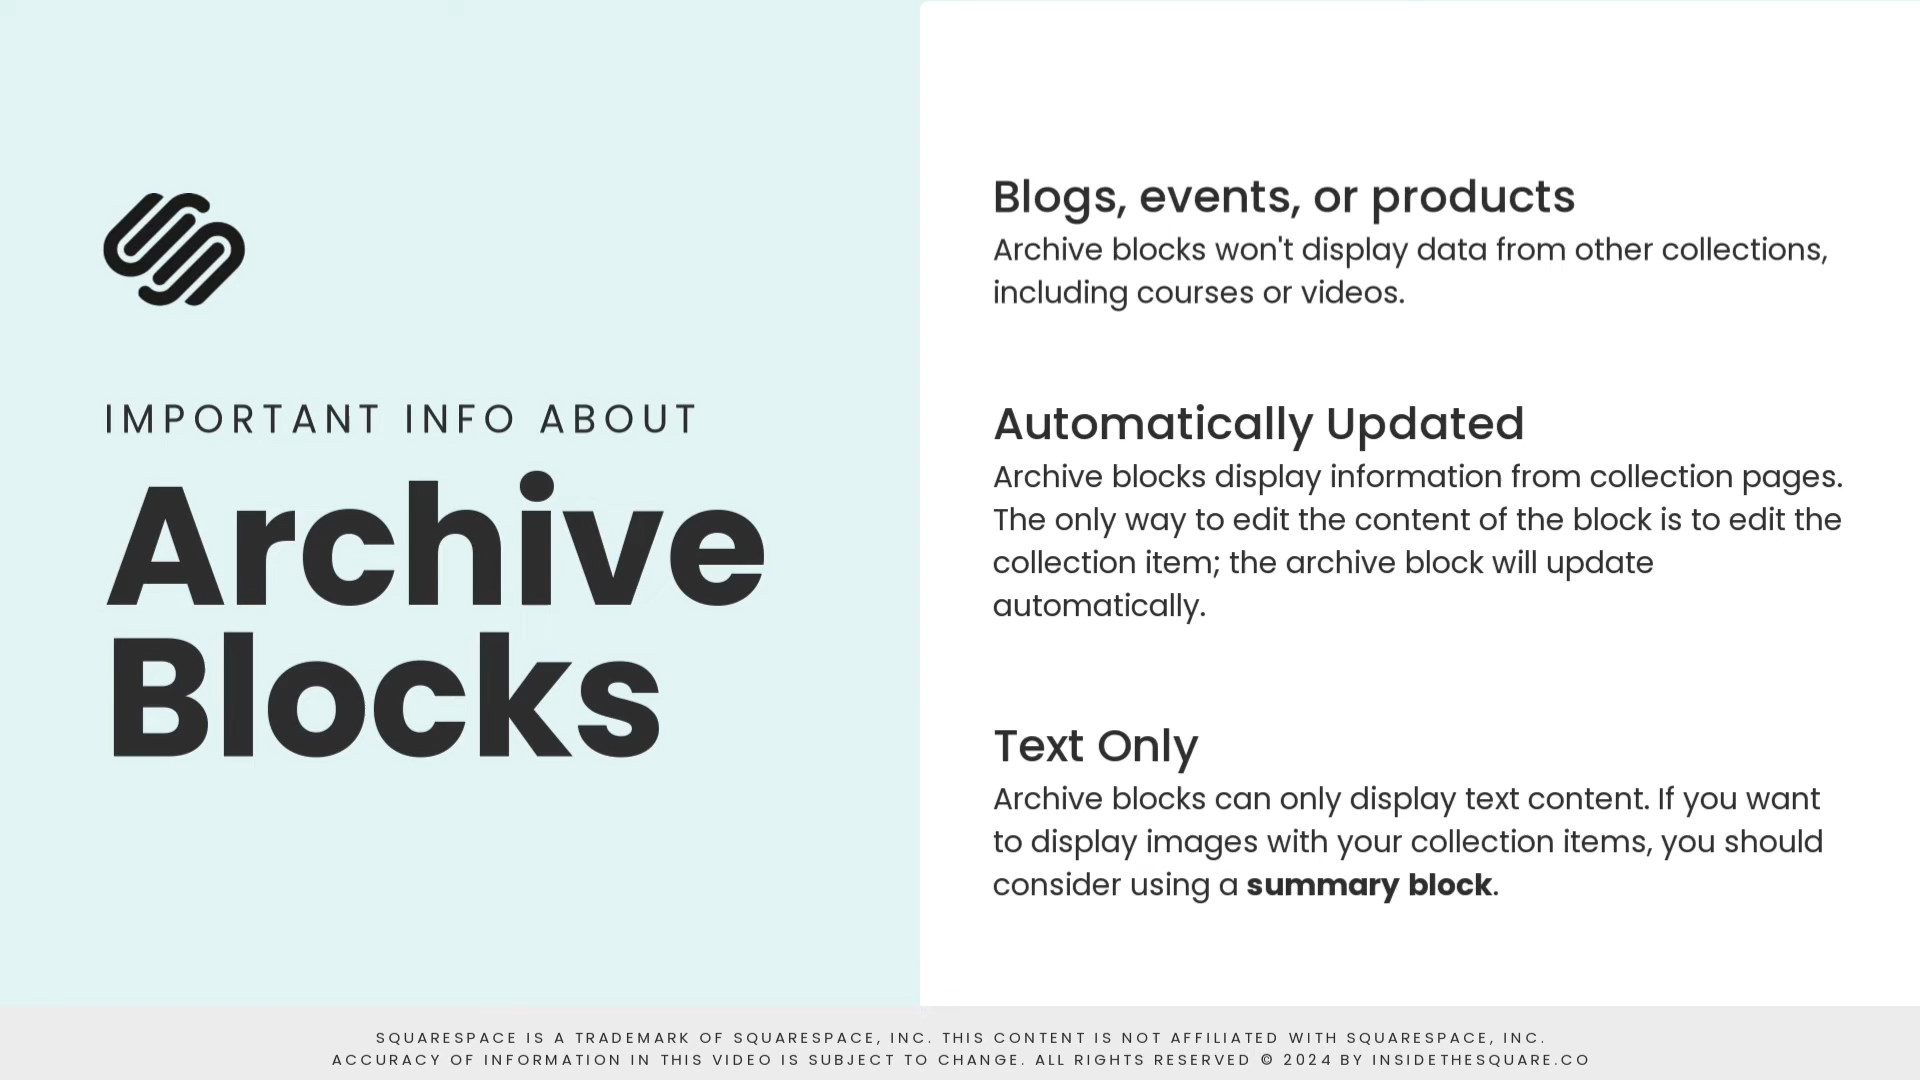 IMPORTANT INFO ABOUT
Archive
Blocks
Blogs, events, or products
Archive blocks won't display data from other collections,
including courses or videos.
Automatically Updated
Archive blocks display information from collection pages.
The only way to edit the content of the block is to edit the
collection item; the archive block will update
automatically.
Text Only
Archive blocks can only display text content. If you want
to display images with your collection items, you should
consider using a summary block.
SQUARESPACE IS A TRADEMARK OF SQUARESPACE, INC. THIS CONTENT IS NOT AFFILIATED WITH SQUARESPACE, INC.
ACCURACY OF INFORMATION IN THIS VIDEO IS SUBJECT TO CHANGE. ALL RIGHTS RESERVED © 2024 BY INSIDETHESQUARE.CO